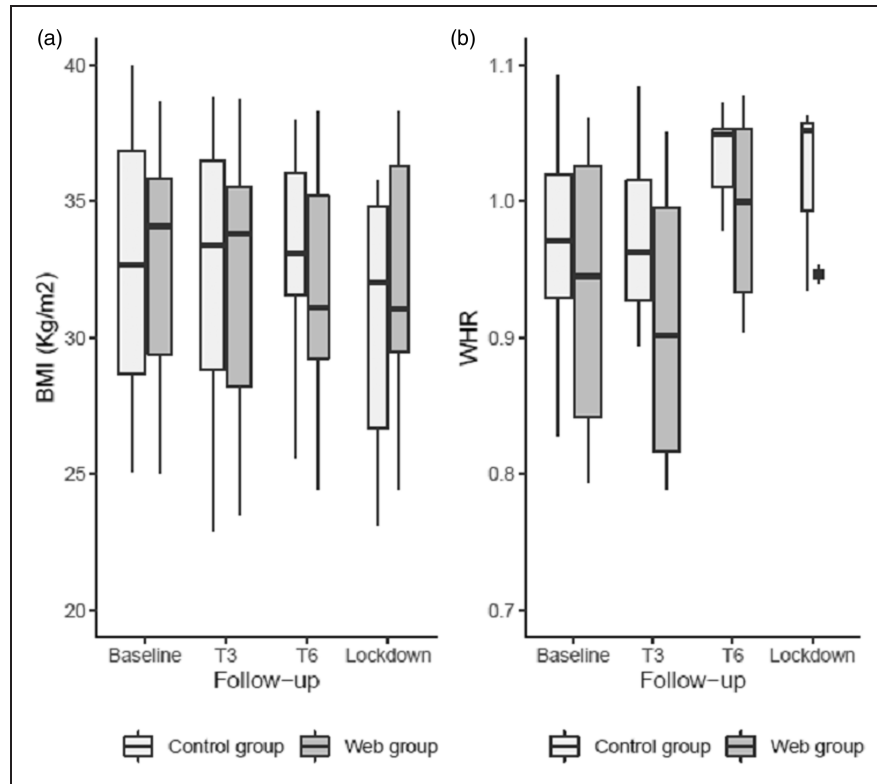 (a)
BMI (Kg/m2)
40
35
30
25
20
Baseline T3 T6 Lockdown
Follow-up
Control group Web group
(b)
WHR
1.1
1.0
0.9
0.8
0.7
Baseline T3 T6 Lockdown
Follow-up
Control group Web group